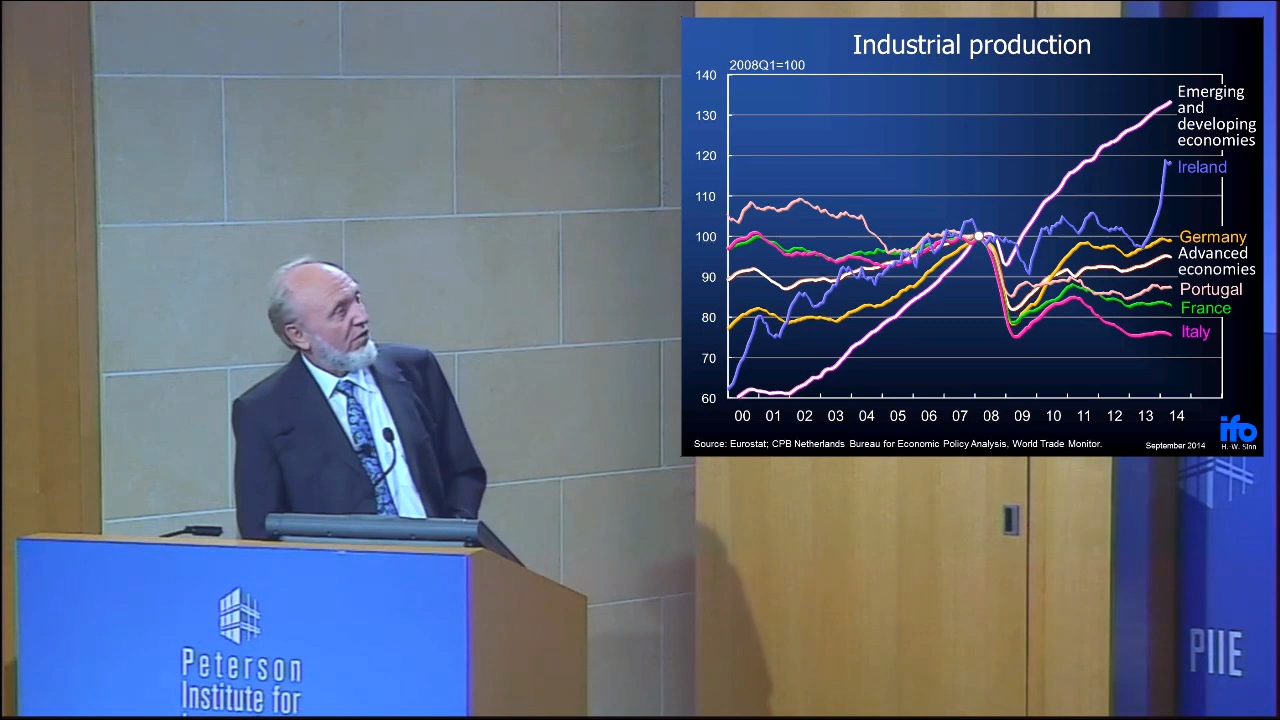 Industrial production
2008Q1=100
140
130
120
110
100
90
80
70
60
Emerging
and
developing
economies
Ireland
Germany
Advanced
economies
Portugal
France
Italy
00 01 02 03 04 05 06 07 08 09 10 11 12 13 14
Source: Eurostat; CPB Netherlands Bureau for Economic Policy Analysis, World Trade Monitor.
September 2014
ifo
H.-W. Sinn
Peterson
Institute for
PIIE